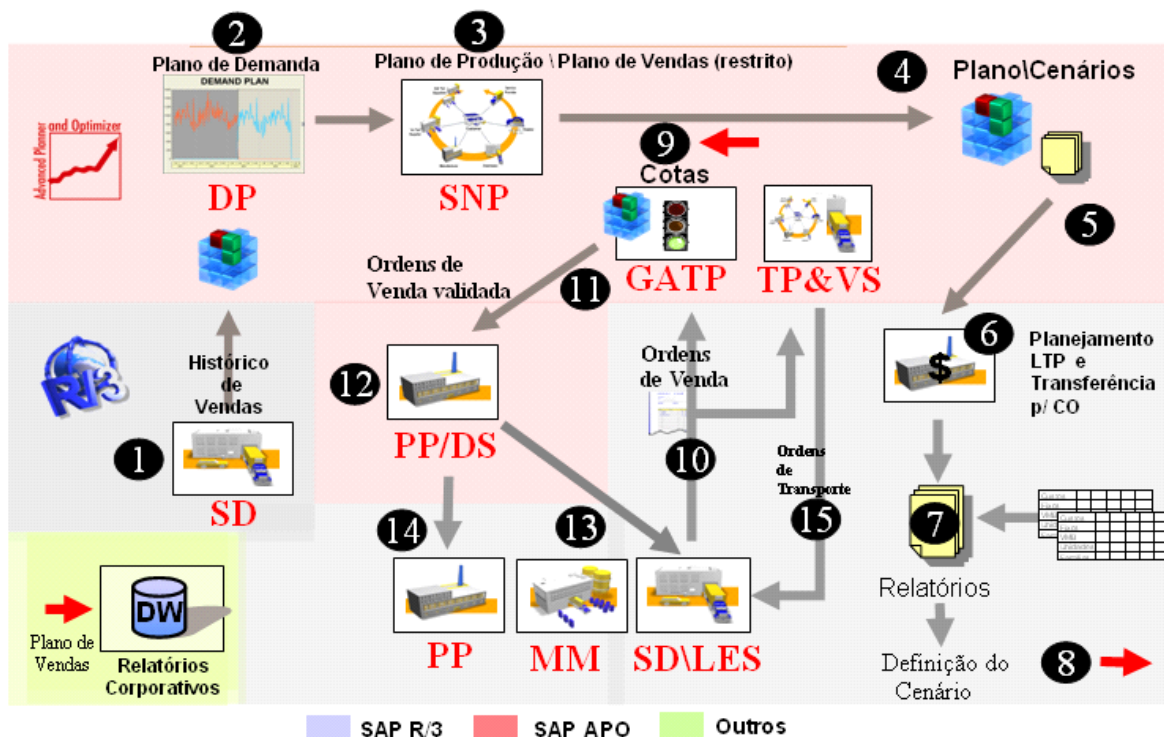 2
3
Plano de Demanda
DEMAND PLAN
Plano de Produção \ Plano de Vendas (restrito)
4
Plano\Cenários
Advanced Planner
and Optimizer
DP
SNP
9
Cotas
5
GATP
TP&VS
Ordens de
Venda validada
11
R/3
Histórico
de
Vendas
1
SD
12
PP/DS
Ordens
de Venda
10
Ordens
de
Transporte
15
6
$
Planejamento
LTP e
Transferência
p/ CO
7
Relatórios
14
13
PP
MM
SD\LES
DW
Plano de
Vendas
Relatórios
Corporativos
Definição do
Cenário
8
SAP R/3
SAP APO
Outros